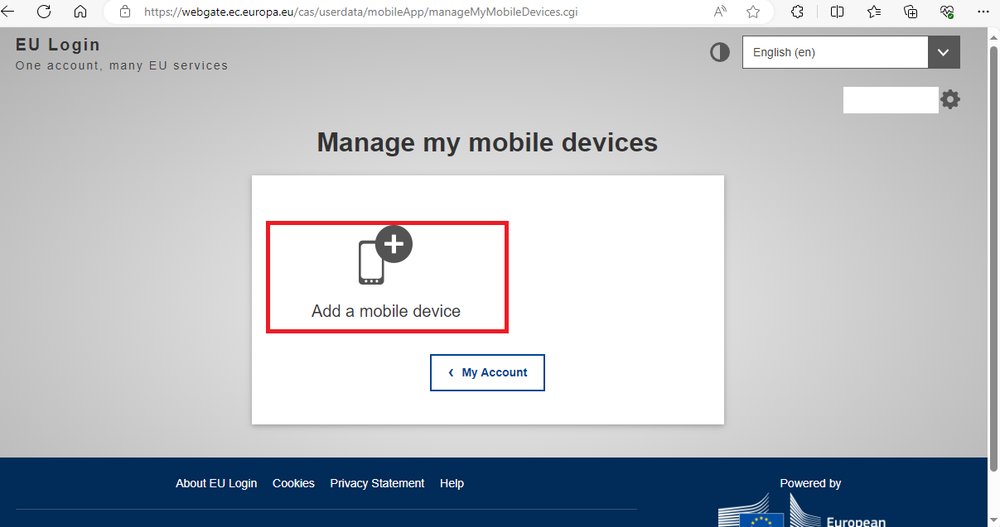 https://webgate.ec.europa.eu/cas/userdata/mobileApp/manageMyMobileDevices.cgi
EU Login
One account, many EU services
English (en)
Manage my mobile devices
Add a mobile device
‹ My Account
About EU Login Cookies Privacy Statement Help
Powered by
European